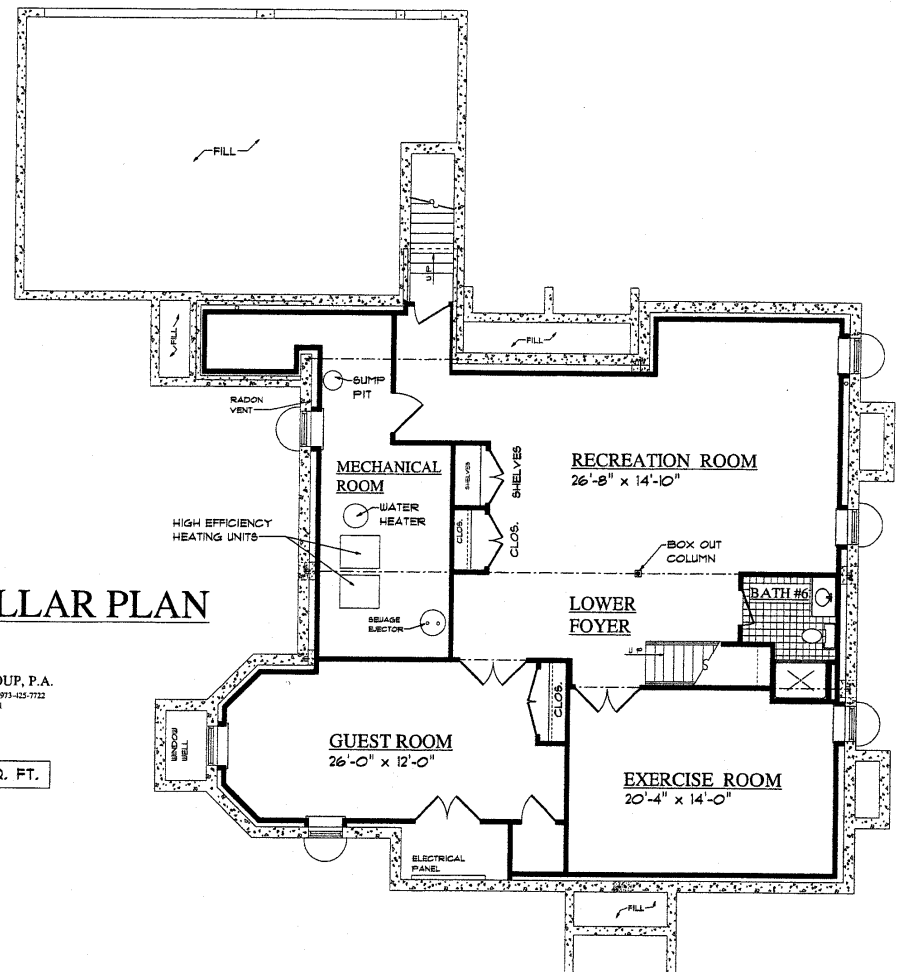 FILL
UP
FILL
FILL
RADON
VENT
SUMP
PIT
MECHANICAL
ROOM
SHELVES
SHELVES
RECREATION ROOM
26'-8" x 14'-10"
WATER
HEATER
HIGH EFFICIENCY
HEATING UNITS
CLOS.
CLOS.
BOX OUT
COLUMN
LLAR PLAN
BATH #6
LOWER
FOYER
SEWAGE
EJECTOR
OUP, P.A.
973-425-7722
CLOS.
WINDOW
WELL
GUEST ROOM
26'-0" x 12'-0"
Q. FT.
EXERCISE ROOM
20'-4" x 14'-0"
ELECTRICAL
PANEL
FILL